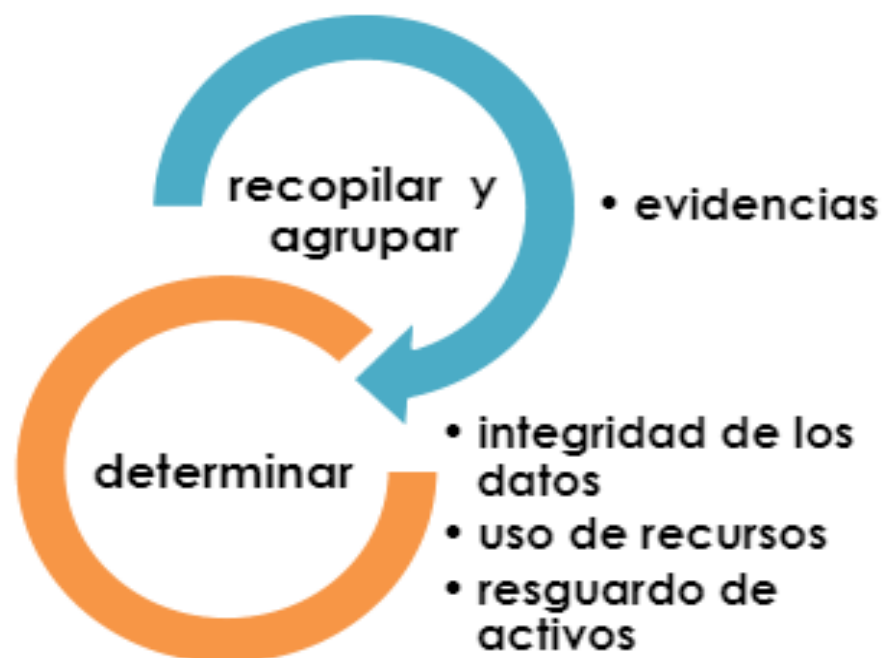 recopilar y
agrupar
• evidencias
determinar
• integridad de los
datos
• uso de recursos
• resguardo de
activos